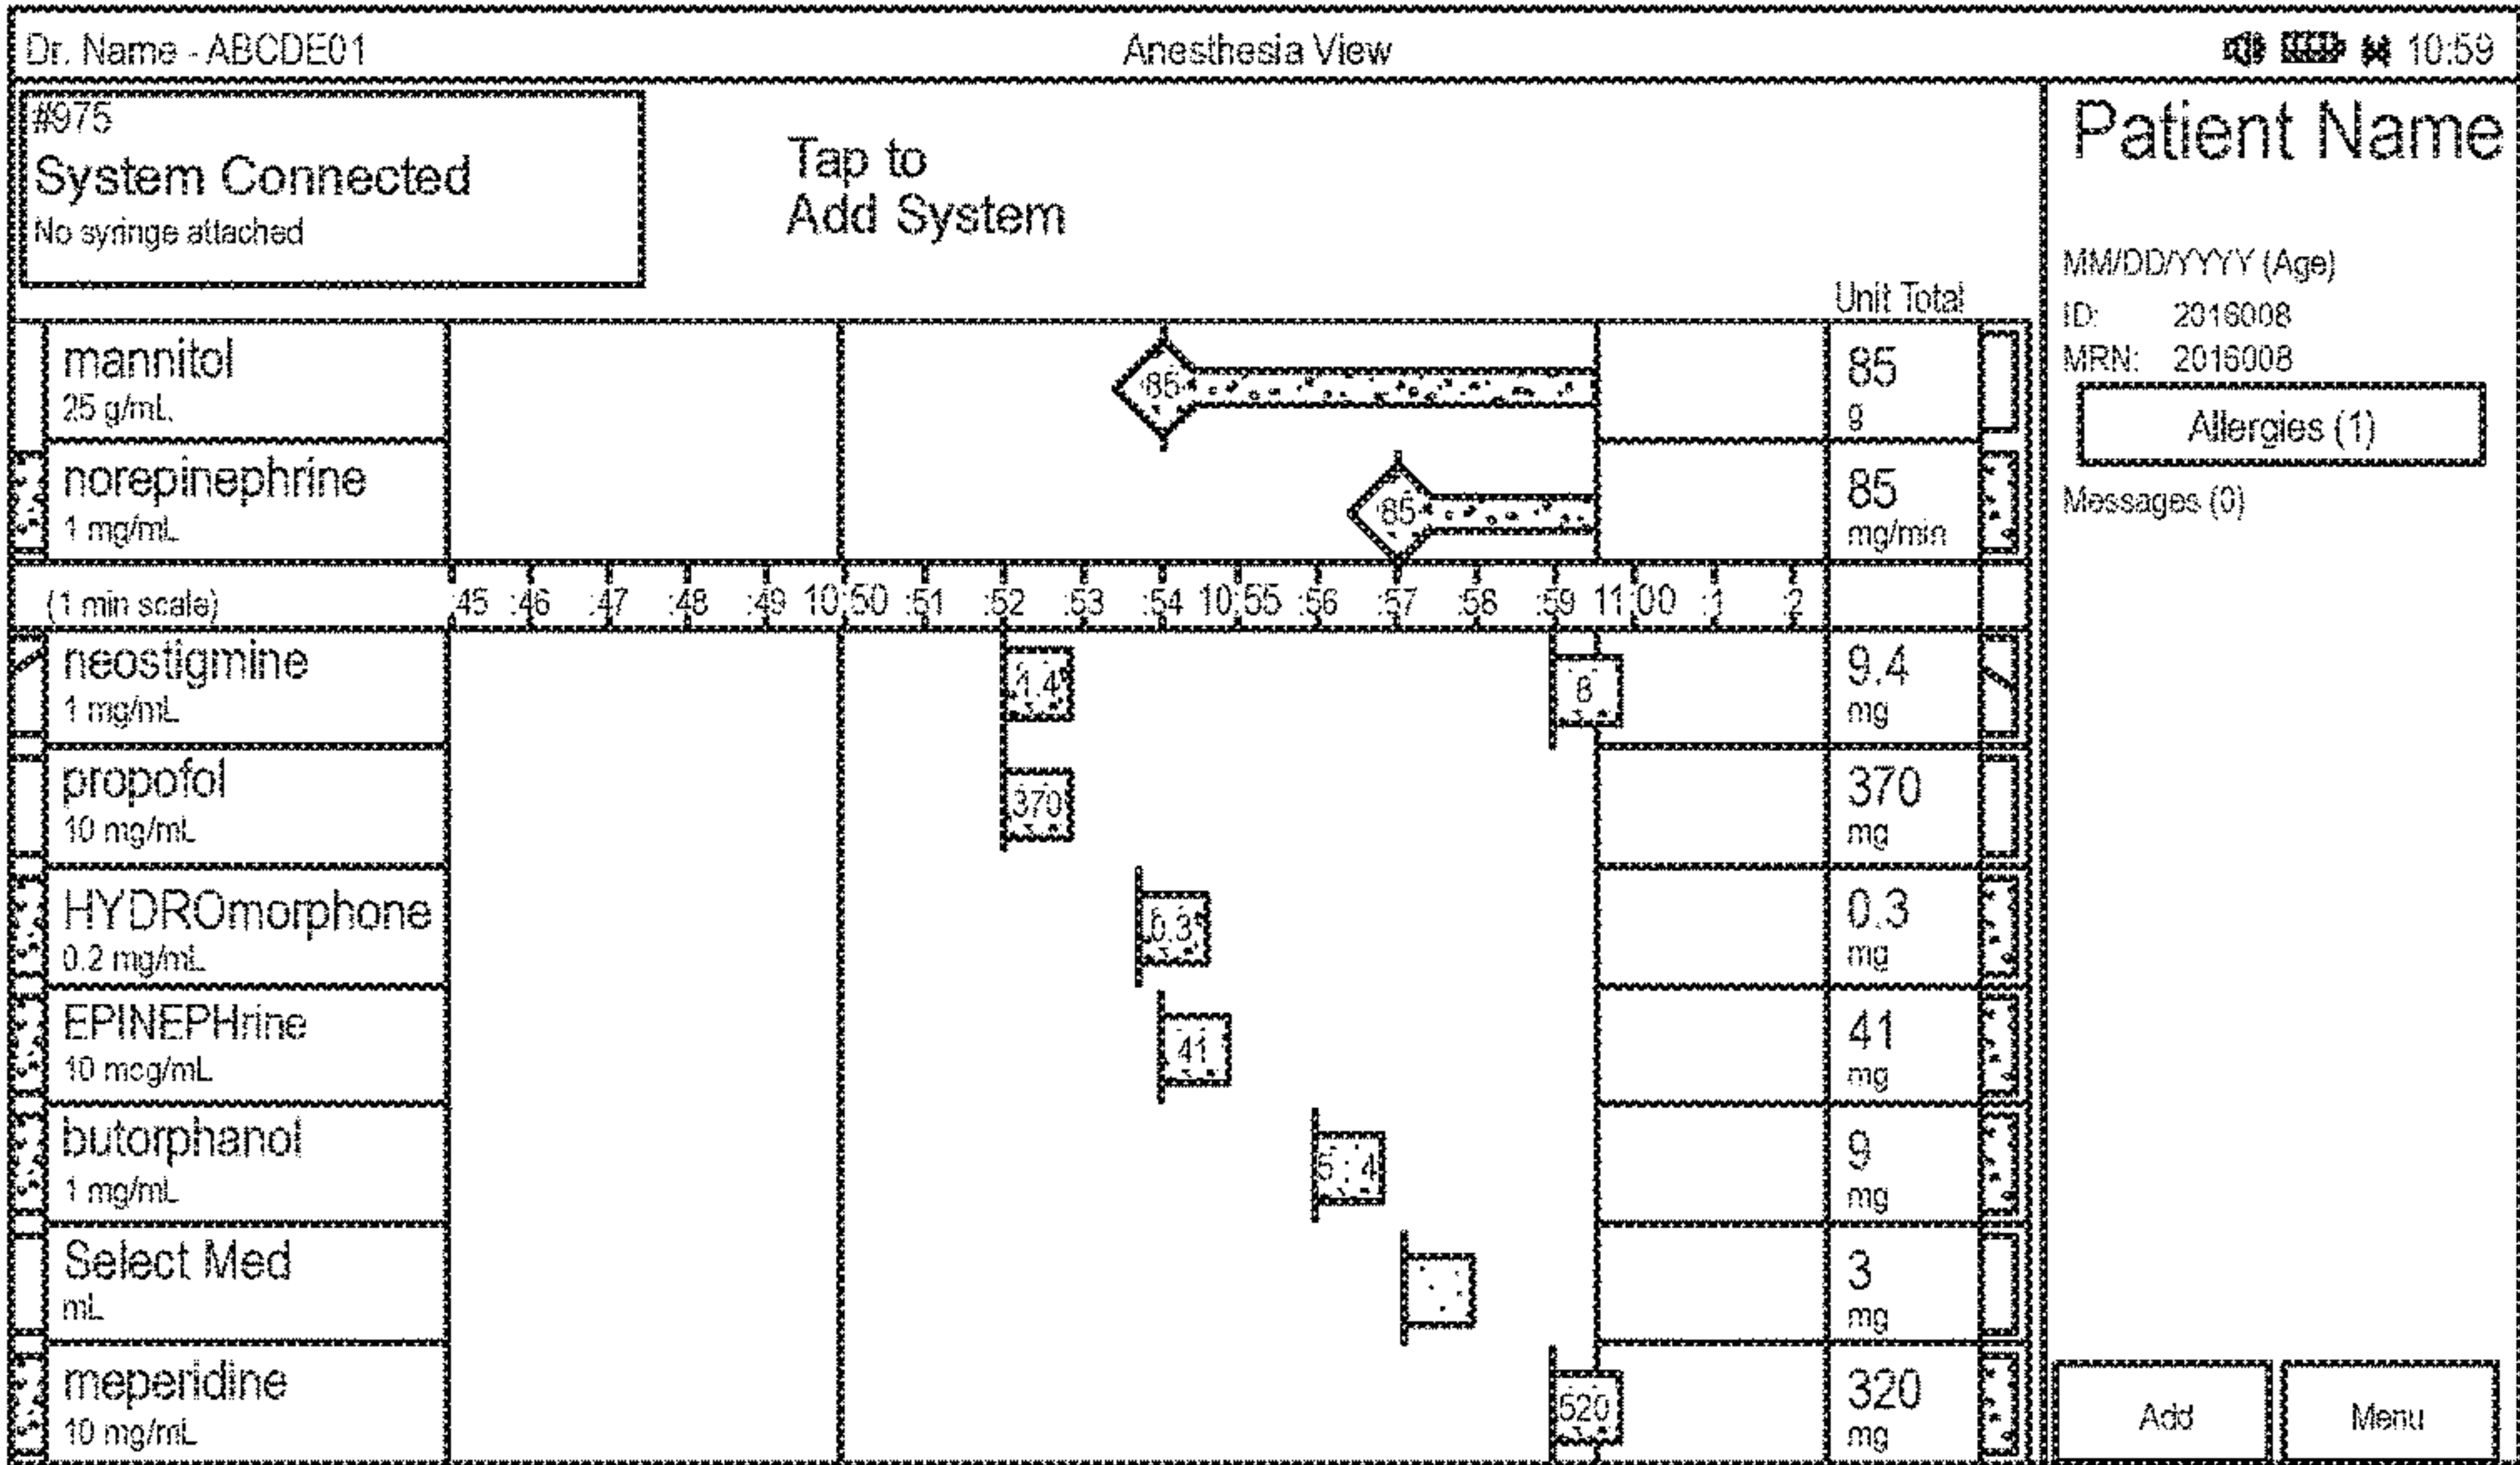 Dr. Name - ABCDE01 Anesthesia View 10:59
#975
System Connected
No syringe attached
Tap to
Add System
Patient Name
MM/DD/YYYY (Age)
ID: 2016008
MRN: 2016008
Allergies (1)
Messages (0)
Unit Total
mannitol
25 g/mL
85
85
g
norepinephrine
1 mg/mL
85
85
mg/min
(1 min scale) :45 :46 :47 :48 :49 10:50 :51 :52 :53 :54 10:55 :56 :57 :58 :59 11:00 :1 :2
neostigmine
1 mg/mL
1.4 8
9.4
mg
propofol
10 mg/mL
370
370
mg
HYDROmorphone
0.2 mg/mL
0.3
0.3
mg
EPINEPHrine
10 mcg/mL
41
41
mg
butorphanol
1 mg/mL
5 4
9
mg
Select Med
mL
3
mg
meperidine
10 mg/mL
520
320
mg
Add Menu